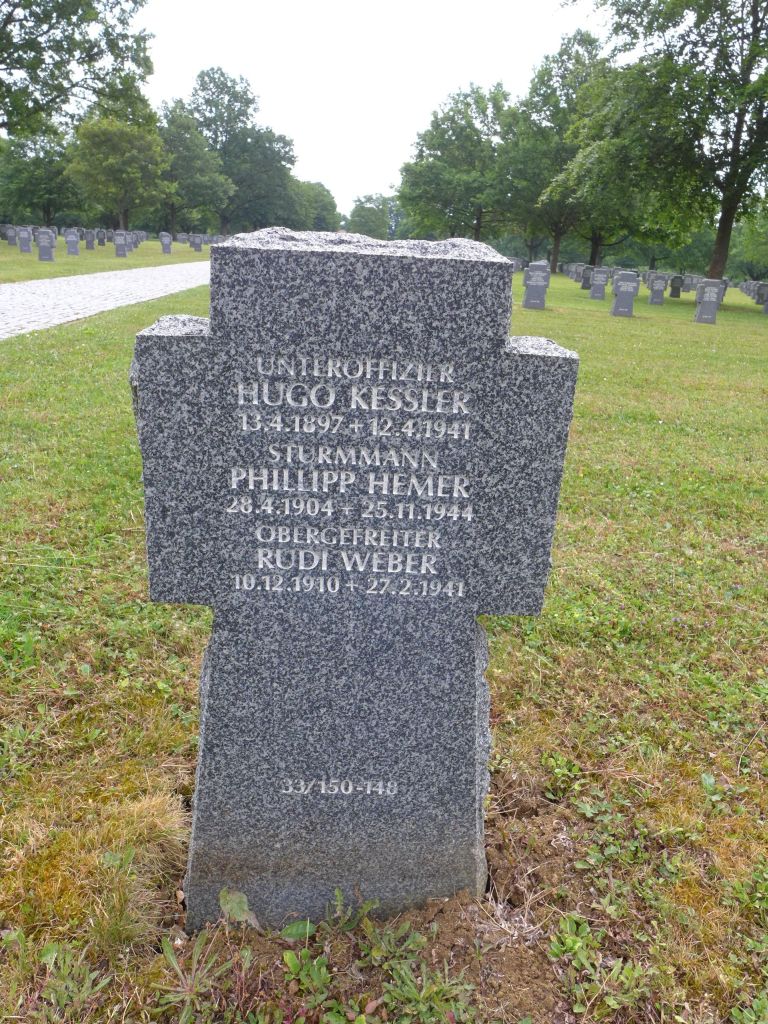 UNTEROFFIZIER
HUGO KESSLER
13.4.1897 + 12.4.1941
STURMMANN
PHILLIPP HEMER
28.4.1904 + 25.11.1944
OBERGEFREITER
RUDI WEBER
10.12.1910 + 27.2.1941
33/150-148